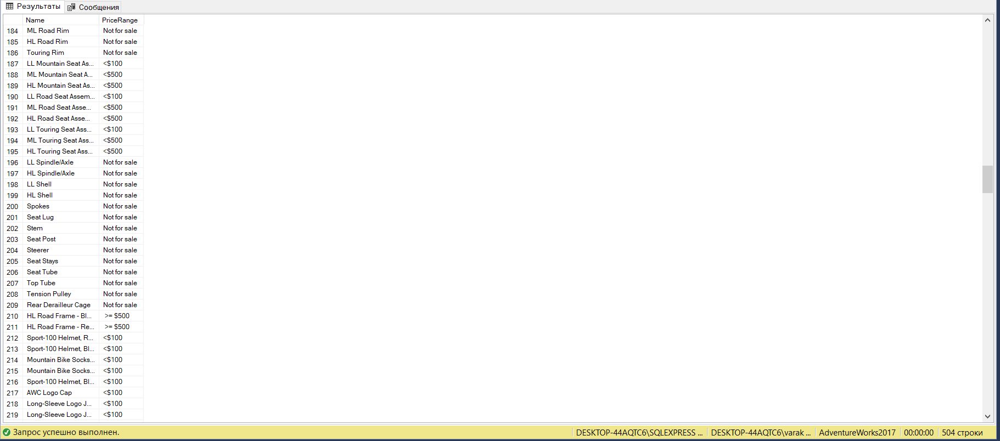 Результаты Сообщения
Name PriceRange
184 ML Road Rim Not for sale
185 HL Road Rim Not for sale
186 Touring Rim Not for sale
187 LL Mountain Seat As... <$100
188 ML Mountain Seat A... <$500
189 HL Mountain Seat As... <$500
190 LL Road Seat Assem... <$100
191 ML Road Seat Asse... <$500
192 HL Road Seat Asse... <$500
193 LL Touring Seat Ass... <$100
194 ML Touring Seat Ass... <$500
195 HL Touring Seat Ass... <$500
196 LL Spindle/Axle Not for sale
197 HL Spindle/Axle Not for sale
198 LL Shell Not for sale
199 HL Shell Not for sale
200 Spokes Not for sale
201 Seat Lug Not for sale
202 Stem Not for sale
203 Seat Post Not for sale
204 Steerer Not for sale
205 Seat Stays Not for sale
206 Seat Tube Not for sale
207 Top Tube Not for sale
208 Tension Pulley Not for sale
209 Rear Derailleur Cage Not for sale
210 HL Road Frame - Bl... >= $500
211 HL Road Frame - Re... >= $500
212 Sport-100 Helmet, R... <$100
213 Sport-100 Helmet, Bl... <$100
214 Mountain Bike Socks... <$100
215 Mountain Bike Socks... <$100
216 Sport-100 Helmet, Bl... <$100
217 AWC Logo Cap <$100
218 Long-Sleeve Logo J... <$100
219 Long-Sleeve Logo J... <$100
Запрос успешно выполнен. DESKTOP-44AQTC6\SQLEXPRESS ... DESKTOP-44AQTC6\varak ... AdventureWorks2017 00:00:00 504 строки